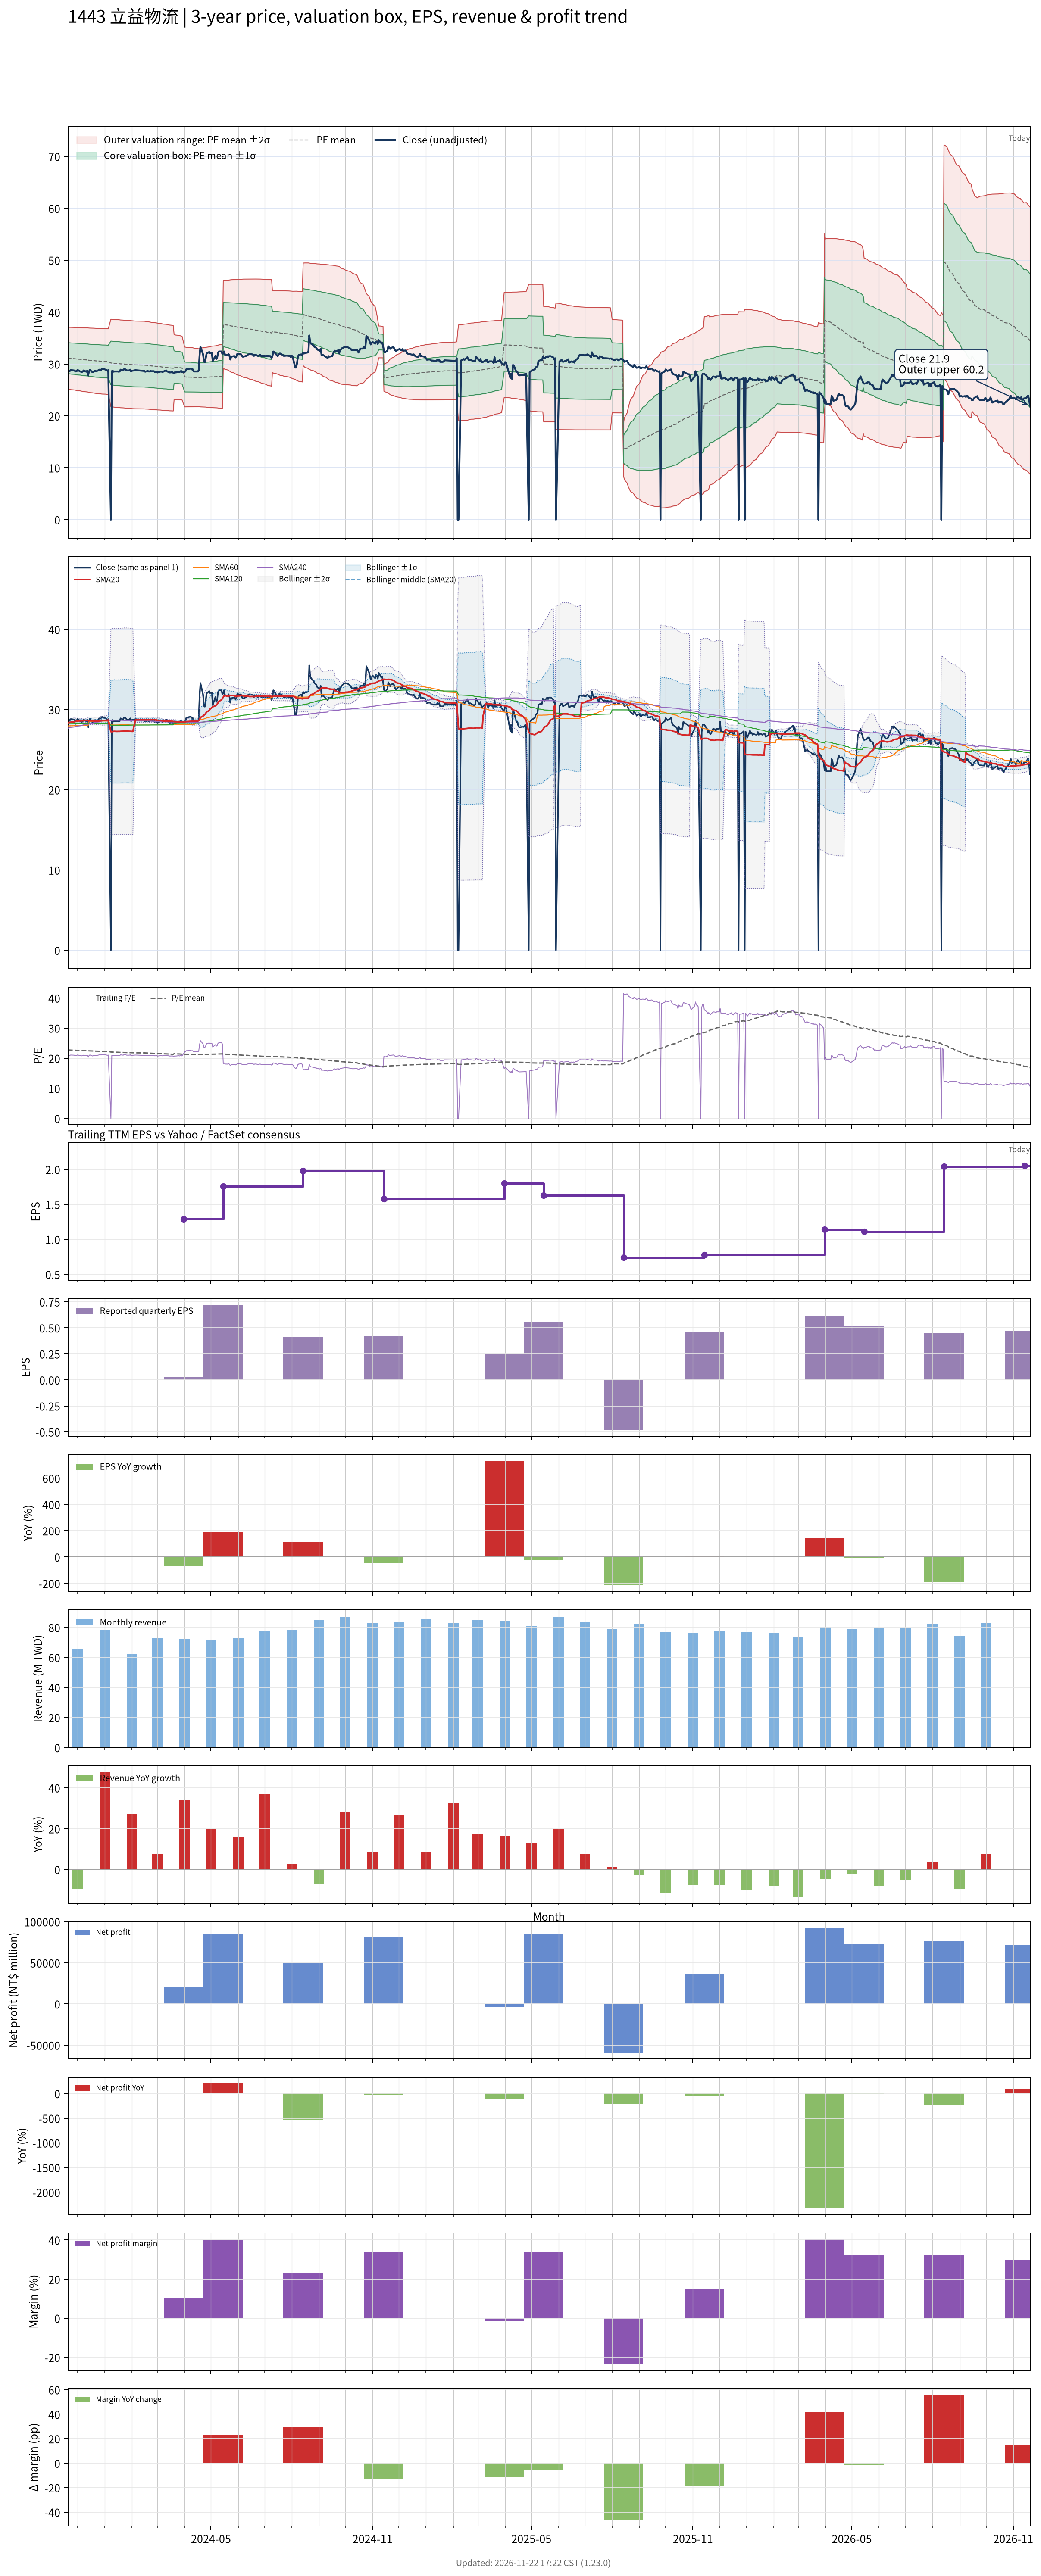 1443 立益物流 | 3-year price, valuation box, EPS, revenue & profit trend
Outer valuation range: PE mean ±2σ
PE mean
Close (unadjusted)
Core valuation box: PE mean ±1σ
Today
70
60
50
40
30
20
10
0
Price (TWD)
Close 21.9
Outer upper 60.2
Close (same as panel 1)
SMA60
SMA240
Bollinger ±1σ
SMA20
SMA120
Bollinger ±2σ
Bollinger middle (SMA20)
40
30
20
10
0
Price
Trailing P/E
P/E mean
40
30
20
10
0
P/E
Trailing TTM EPS vs Yahoo / FactSet consensus
Today
2.0
1.5
1.0
0.5
EPS
Reported quarterly EPS
0.75
0.50
0.25
0.00
-0.25
-0.50
EPS
EPS YoY growth
600
400
200
0
-200
YoY (%)
Monthly revenue
80
60
40
20
0
Revenue (M TWD)
Revenue YoY growth
40
20
0
YoY (%)
Month
Net profit
100000
50000
0
-50000
Net profit (NT$ million)
Net profit YoY
0
-500
-1000
-1500
-2000
YoY (%)
Net profit margin
40
20
0
-20
Margin (%)
Margin YoY change
60
40
20
0
-20
-40
Δ margin (pp)
2024-05
2024-11
2025-05
2025-11
2026-05
2026-11
Updated: 2026-11-22 17:22 CST (1.23.0)